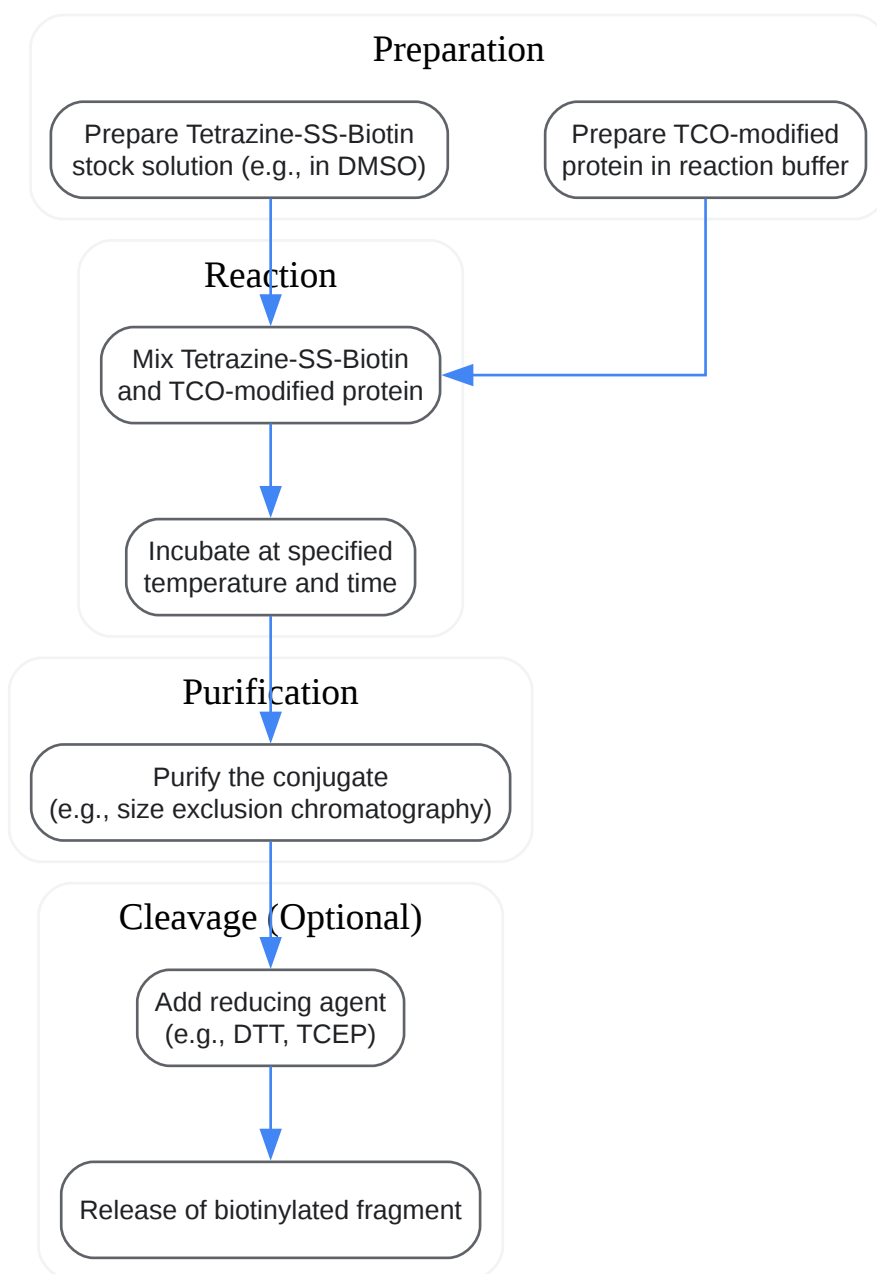 Preparation
Prepare Tetrazine-SS-Biotin
stock solution (e.g., in DMSO)
Prepare TCO-modified
protein in reaction buffer
Reaction
Mix Tetrazine-SS-Biotin
and TCO-modified protein
Incubate at specified
temperature and time
Purification
Purify the conjugate
(e.g., size exclusion chromatography)
Cleavage (Optional)
Add reducing agent
(e.g., DTT, TCEP)
Release of biotinylated fragment